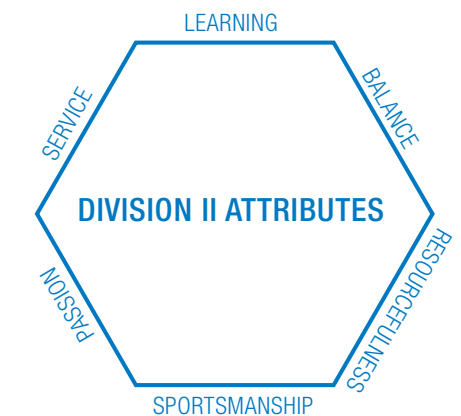 LEARNING
BALANCE
RESOURCEFULNESS
SPORTSMANSHIP
PASSION
SERVICE
DIVISION II ATTRIBUTES